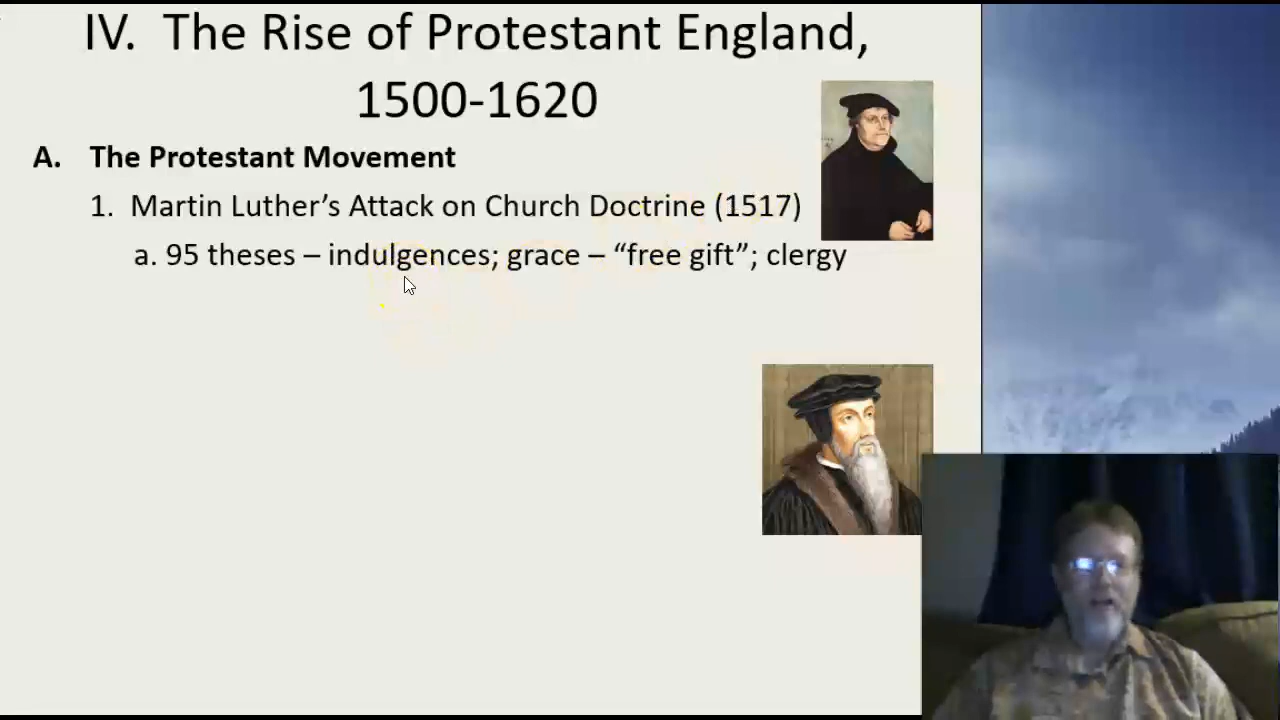 IV. The Rise of Protestant England,
1500-1620
A. The Protestant Movement
1. Martin Luther’s Attack on Church Doctrine (1517)
a. 95 theses – indulgences; grace – “free gift”; clergy